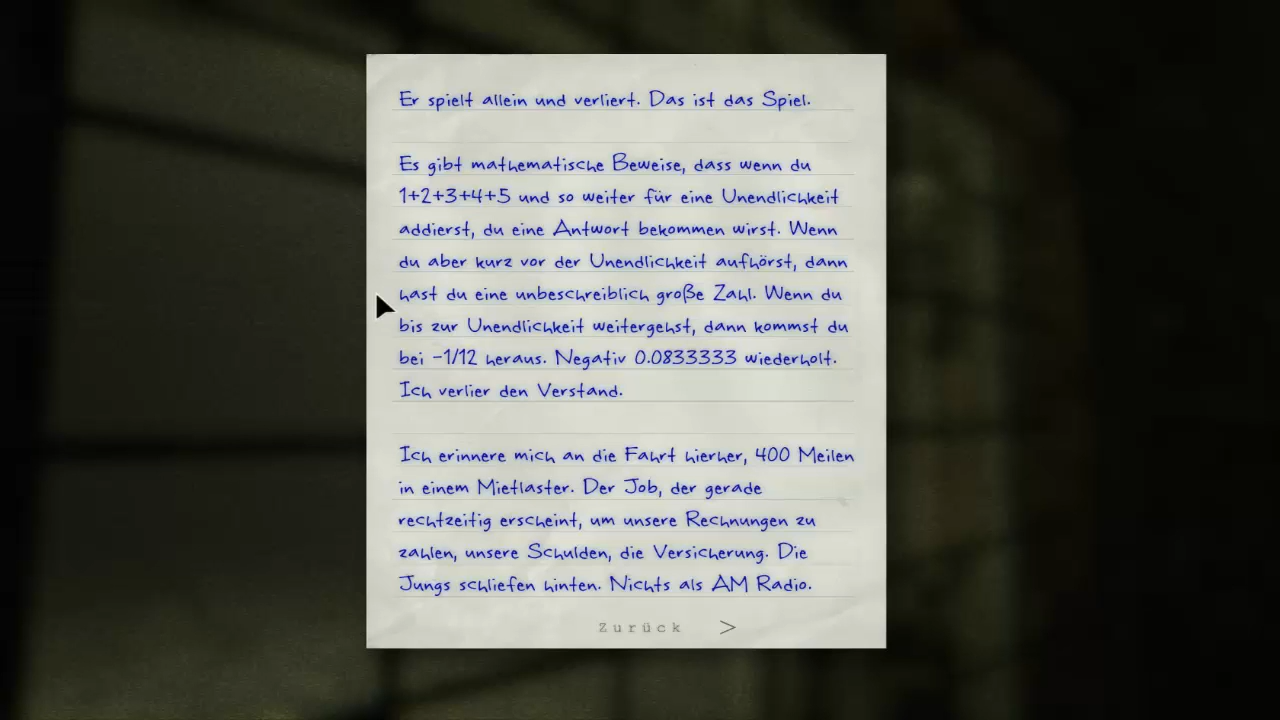 Er spielt allein und verliert. Das ist das Spiel.
Es gibt mathematische Beweise, dass wenn du
1+2+3+4+5 und so weiter für eine Unendlichkeit
addierst, du eine Antwort bekommen wirst. Wenn
du aber kurz vor der Unendlichkeit aufhörst, dann
hast du eine unbeschreiblich große Zahl. Wenn du
bis zur Unendlichkeit weitergehst, dann kommst du
bei -1/12 heraus. Negativ 0.0833333 wiederholt.
Ich verlier den Verstand.
Ich erinnere mich an die Fahrt hierher, 400 Meilen
in einem Mietlaster. Der Job, der gerade
rechtzeitig erscheint, um unsere Rechnungen zu
zahlen, unsere Schulden, die Versicherung. Die
Jungs schliefen hinten. Nichts als AM Radio.
Zurück >